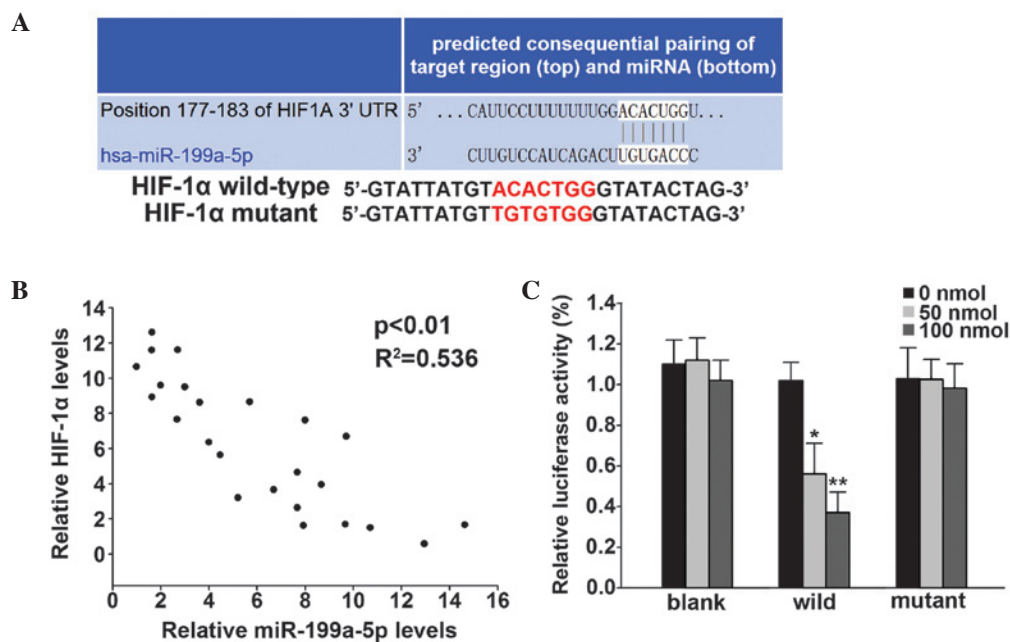 A
predicted consequential pairing of
target region (top) and miRNA (bottom)
Position 177-183 of HIF1A 3' UTR 5' ...CAUUCCUUUUUUUGGACACUGGU...
hsa-miR-199a-5p 3' CUUGUCCAUCAGACUUGUGACCC
HIF-1α wild-type 5'-GTATTATGTACACTGGGTATACTAG-3'
HIF-1α mutant 5'-GTATTATGTTGTGTGGGTATACTAG-3'
B
Relative HIF-1α levels
14
12
10
8
6
4
2
0
p<0.01
R²=0.536
0 2 4 6 8 10 12 14 16
Relative miR-199a-5p levels
C
Relative luciferase activity (%)
1.4
1.2
1.0
0.8
0.6
0.4
0.2
0.0
0 nmol
50 nmol
100 nmol
*
**
blank wild mutant